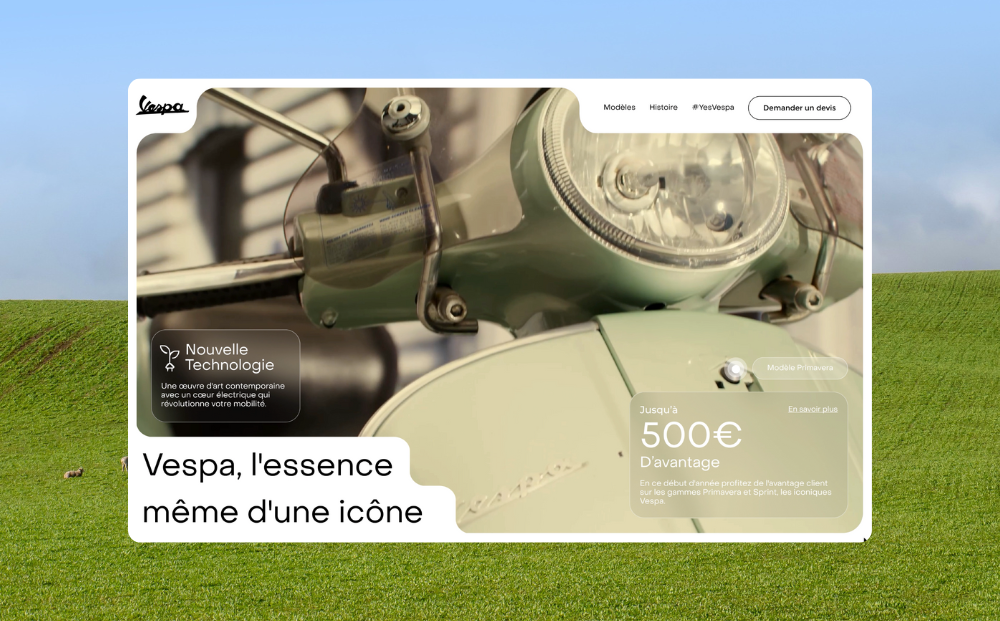 Vespa
Modèles
Histoire
#YesVespa
Demander un devis
Nouvelle
Technologie
Une œuvre d'art contemporaine
avec un cœur électrique qui
révolutionne votre mobilité.
Modèle Primavera
Jusqu'à
En savoir plus
500€
D'avantage
En ce début d'année profitez de l'avantage client
sur les gammes Primavera et Sprint, les iconiques
Vespa.
Vespa, l'essence
même d'une icône